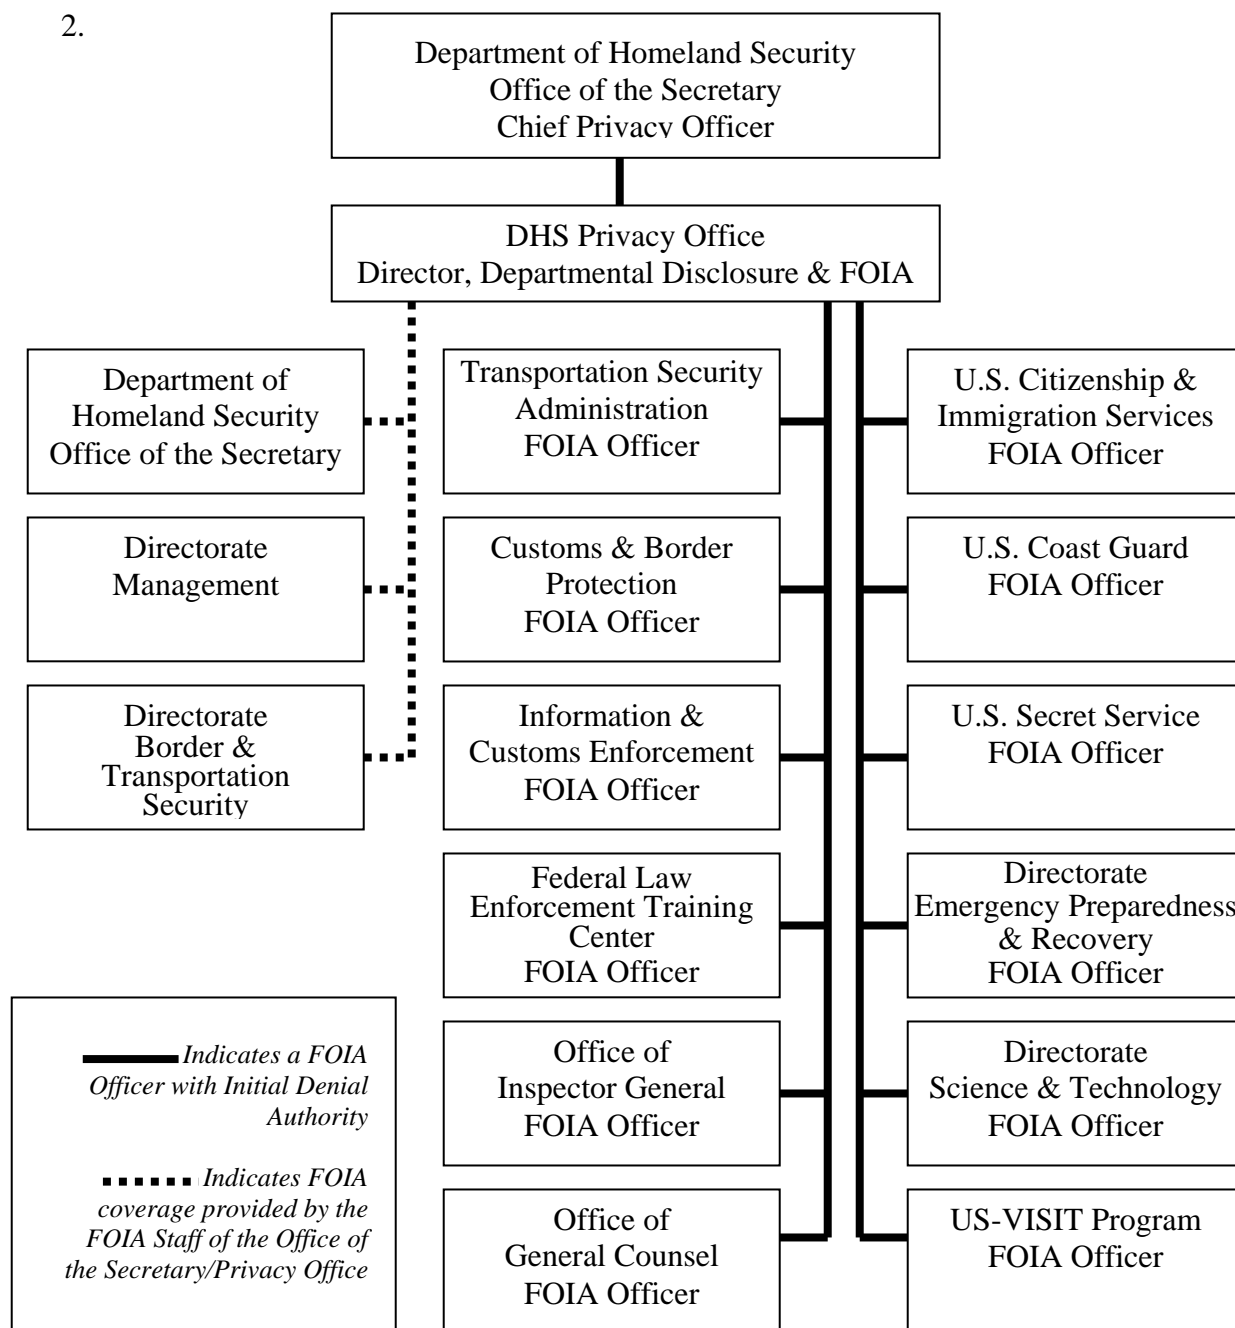 2.
Department of Homeland Security
Office of the Secretary
Chief Privacy Officer
DHS Privacy Office
Director, Departmental Disclosure & FOIA
Department of
Homeland Security
Office of the Secretary
Directorate
Management
Directorate
Border &
Transportation
Security
Transportation Security
Administration
FOIA Officer
Customs & Border
Protection
FOIA Officer
Information &
Customs Enforcement
FOIA Officer
Federal Law
Enforcement Training
Center
FOIA Officer
Office of
Inspector General
FOIA Officer
Office of
General Counsel
FOIA Officer
U.S. Citizenship &
Immigration Services
FOIA Officer
U.S. Coast Guard
FOIA Officer
U.S. Secret Service
FOIA Officer
Directorate
Emergency Preparedness
& Recovery
FOIA Officer
Directorate
Science & Technology
FOIA Officer
US-VISIT Program
FOIA Officer
Indicates a FOIA
Officer with Initial Denial
Authority
Indicates FOIA
coverage provided by the
FOIA Staff of the Office of
the Secretary/Privacy Office